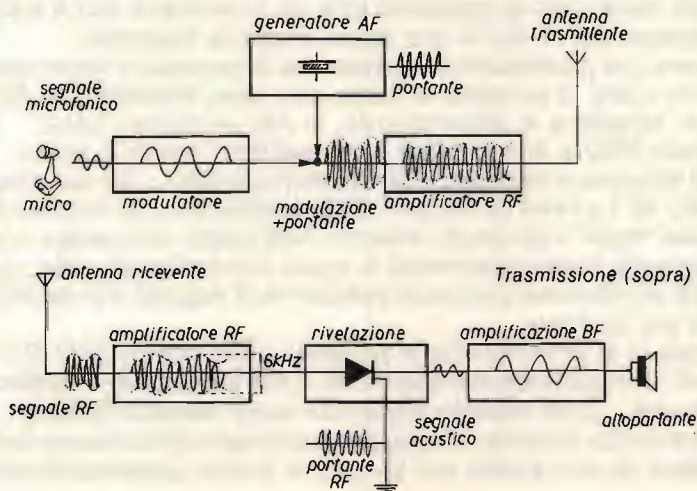 generatore AF
antenna
trasmittente
portante
segnale
microfonico
micro
modulatore
modulazione
+portante
amplificatore RF
antenna ricevente
Trasmissione (sopra)
amplificatore RF
rivelazione
amplificazione BF
6kHz
segnale RF
segnale
acustico
altoparlante
portante
RF